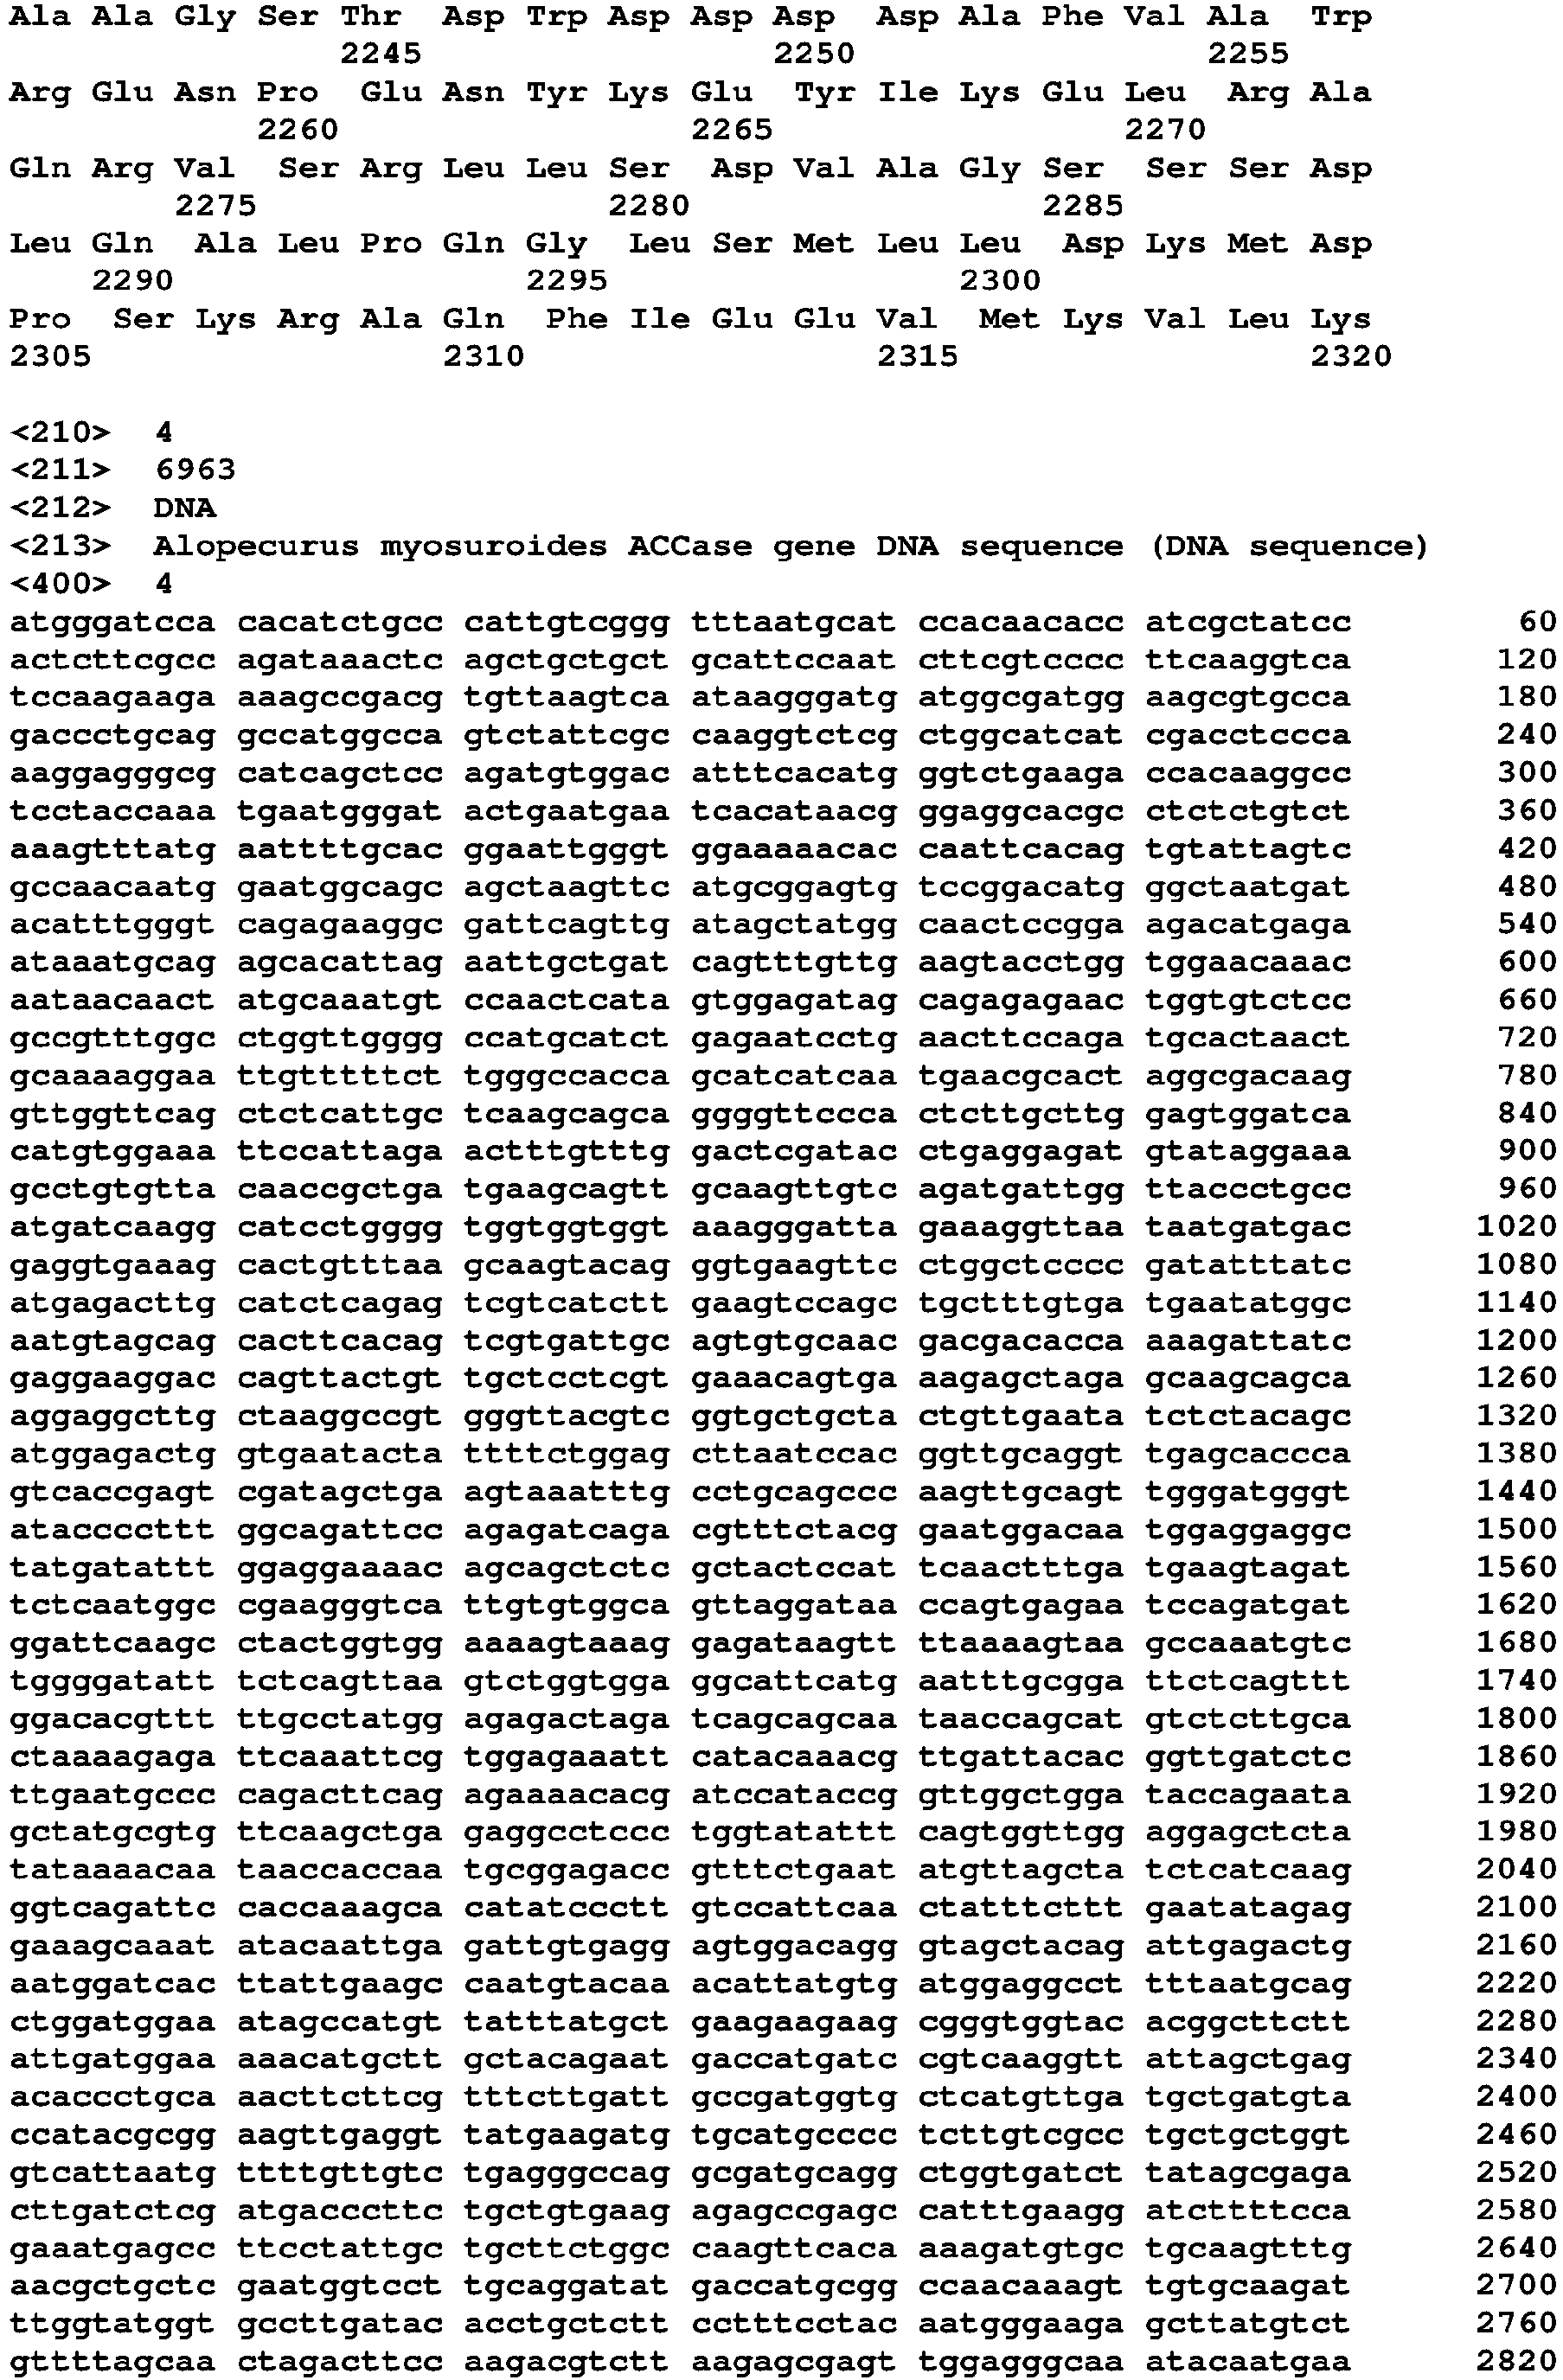 Ala Ala Gly Ser Thr Asp Trp Asp Asp Asp Asp Ala Phe Val Ala Trp
2245 2250 2255
Arg Glu Asn Pro Glu Asn Tyr Lys Glu Tyr Ile Lys Glu Leu Arg Ala
2260 2265 2270
Gln Arg Val Ser Arg Leu Leu Ser Asp Val Ala Gly Ser Ser Ser Asp
2275 2280 2285
Leu Gln Ala Leu Pro Gln Gly Leu Ser Met Leu Leu Asp Lys Met Asp
2290 2295 2300
Pro Ser Lys Arg Ala Gln Phe Ile Glu Glu Val Met Lys Val Leu Lys
2305 2310 2315 2320
<210> 4
<211> 6963
<212> DNA
<213> Alopecurus myosuroides ACCase gene DNA sequence (DNA sequence)
<400> 4
atgggatcca cacatctgcc cattgtcggg tttaatgcat ccacaacacc atcgctatcc 60
actcttcgcc agataaactc agctgctgct gcattccaat cttcgtcccc ttcaaggtca 120
tccaagaaga aaagccgacg tgttaagtca ataagggatg atggcgatgg aagcgtgcca 180
gaccctgcag gccatggcca gtctattcgc caaggtctcg ctggcatcat cgacctccca 240
aaggagggcg catcagctcc agatgtggac atttcacatg ggtctgaaga ccacaaggcc 300
tcctaccaaa tgaatgggat actgaatgaa tcacataacg ggaggcacgc ctctctgtct 360
aaagtttatg aattttgcac ggaattgggt ggaaaaacac caattcacag tgtattagtc 420
gccaacaatg gaatggcagc agctaagttc atgcggagtg tccggacatg ggctaatgat 480
acatttgggt cagagaaggc gattcagttg atagctatgg caactccgga agacatgaga 540
ataaatgcag agcacattag aattgctgat cagtttgttg aagtacctgg tggaacaaac 600
aataacaact atgcaaatgt ccaactcata gtggagatag cagagagaac tggtgtctcc 660
gccgtttggc ctggttgggg ccatgcatct gagaatcctg aacttccaga tgcactaact 720
gcaaaaggaa ttgtttttct tgggccacca gcatcatcaa tgaacgcact aggcgacaag 780
gttggttcag ctctcattgc tcaagcagca ggggttccca ctcttgcttg gagtggatca 840
catgtggaaa ttccattaga actttgtttg gactcgatac ctgaggagat gtataggaaa 900
gcctgtgtta caaccgctga tgaagcagtt gcaagttgtc agatgattgg ttaccctgcc 960
atgatcaagg catcctgggg tggtggtggt aaagggatta gaaaggttaa taatgatgac 1020
gaggtgaaag cactgtttaa gcaagtacag ggtgaagttc ctggctcccc gatatttatc 1080
atgagacttg catctcagag tcgtcatctt gaagtccagc tgctttgtga tgaatatggc 1140
aatgtagcag cacttcacag tcgtgattgc agtgtgcaac gacgacacca aaagattatc 1200
gaggaaggac cagttactgt tgctcctcgt gaaacagtga aagagctaga gcaagcagca 1260
aggaggcttg ctaaggccgt gggttacgtc ggtgctgcta ctgttgaata tctctacagc 1320
atggagactg gtgaatacta ttttctggag cttaatccac ggttgcaggt tgagcaccca 1380
gtcaccgagt cgatagctga agtaaatttg cctgcagccc aagttgcagt tgggatgggt 1440
ataccccttt ggcagattcc agagatcaga cgtttctacg gaatggacaa tggaggaggc 1500
tatgatattt ggaggaaaac agcagctctc gctactccat tcaactttga tgaagtagat 1560
tctcaatggc cgaagggtca ttgtgtggca gttaggataa ccagtgagaa tccagatgat 1620
ggattcaagc ctactggtgg aaaagtaaag gagataagtt ttaaaagtaa gccaaatgtc 1680
tggggatatt tctcagttaa gtctggtgga ggcattcatg aatttgcgga ttctcagttt 1740
ggacacgttt ttgcctatgg agagactaga tcagcagcaa taaccagcat gtctcttgca 1800
ctaaaagaga ttcaaattcg tggagaaatt catacaaacg ttgattacac ggttgatctc 1860
ttgaatgccc cagacttcag agaaaacacg atccataccg gttggctgga taccagaata 1920
gctatgcgtg ttcaagctga gaggcctccc tggtatattt cagtggttgg aggagctcta 1980
tataaaacaa taaccaccaa tgcggagacc gtttctgaat atgttagcta tctcatcaag 2040
ggtcagattc caccaaagca catatccctt gtccattcaa ctatttcttt gaatatagag 2100
gaaagcaaat atacaattga gattgtgagg agtggacagg gtagctacag attgagactg 2160
aatggatcac ttattgaagc caatgtacaa acattatgtg atggaggcct tttaatgcag 2220
ctggatggaa atagccatgt tatttatgct gaagaagaag cgggtggtac acggcttctt 2280
attgatggaa aaacatgctt gctacagaat gaccatgatc cgtcaaggtt attagctgag 2340
acaccctgca aacttcttcg tttcttgatt gccgatggtg ctcatgttga tgctgatgta 2400
ccatacgcgg aagttgaggt tatgaagatg tgcatgcccc tcttgtcgcc tgctgctggt 2460
gtcattaatg ttttgttgtc tgagggccag gcgatgcagg ctggtgatct tatagcgaga 2520
cttgatctcg atgacccttc tgctgtgaag agagccgagc catttgaagg atcttttcca 2580
gaaatgagcc ttcctattgc tgcttctggc caagttcaca aaagatgtgc tgcaagtttg 2640
aacgctgctc gaatggtcct tgcaggatat gaccatgcgg ccaacaaagt tgtgcaagat 2700
ttggtatggt gccttgatac acctgctctt cctttcctac aatgggaaga gcttatgtct 2760
gttttagcaa ctagacttcc aagacgtctt aagagcgagt tggagggcaa atacaatgaa 2820